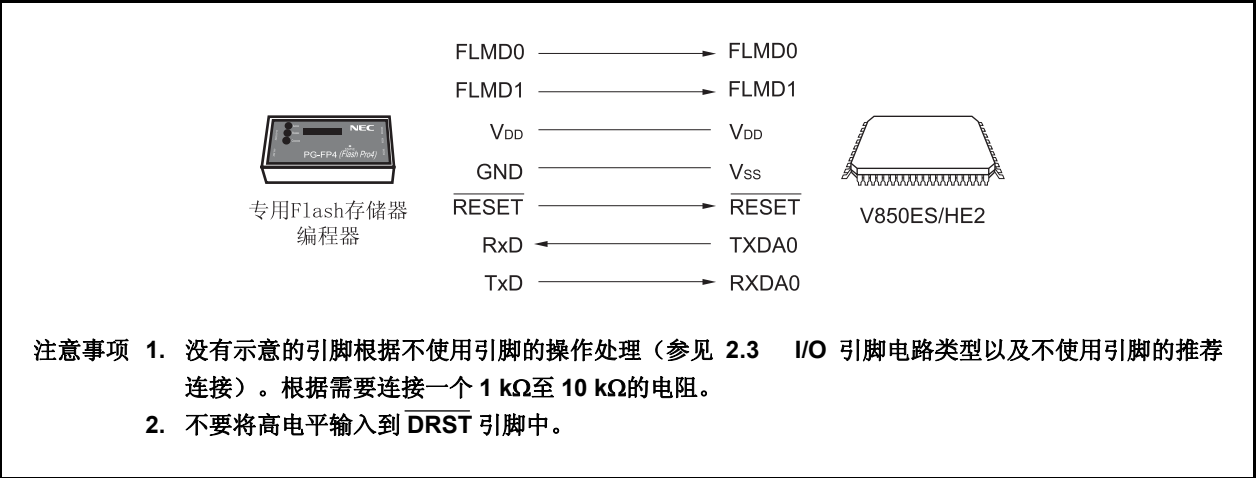 FLMD0 FLMD0
FLMD1 FLMD1
VDD VDD
GND VSS
RESET RESET
RxD TXDA0
TxD RXDA0
NEC
PG-FP4 (Flash Pro4)
专用Flash存储器
编程器
V850ES/HE2
注意事项 1. 没有示意的引脚根据不使用引脚的操作处理（参见 2.3 I/O 引脚电路类型以及不使用引脚的推荐
连接）。根据需要连接一个 1 kΩ至 10 kΩ的电阻。
2. 不要将高电平输入到 DRST 引脚中。